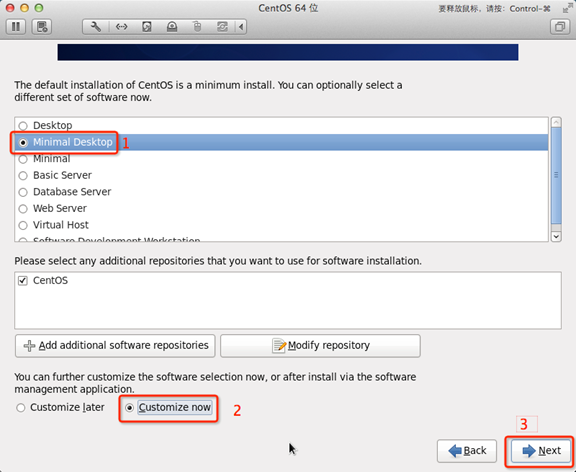 CentOS 64 位
要释放鼠标，请按：Control-⌘
The default installation of CentOS is a minimum install. You can optionally select a
different set of software now.
Desktop
Minimal Desktop 1
Minimal
Basic Server
Database Server
Web Server
Virtual Host
Software Development Workstation
Please select any additional repositories that you want to use for software installation.
CentOS
Add additional software repositories
Modify repository
You can further customize the software selection now, or after install via the software
management application.
Customize later
Customize now 2
3
Back
Next